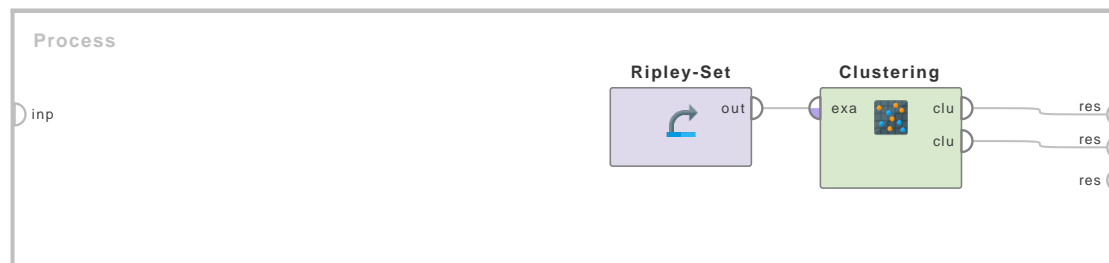 Process
inp
Ripley-Set
out
Clustering
exa
clu
clu
res
res
res